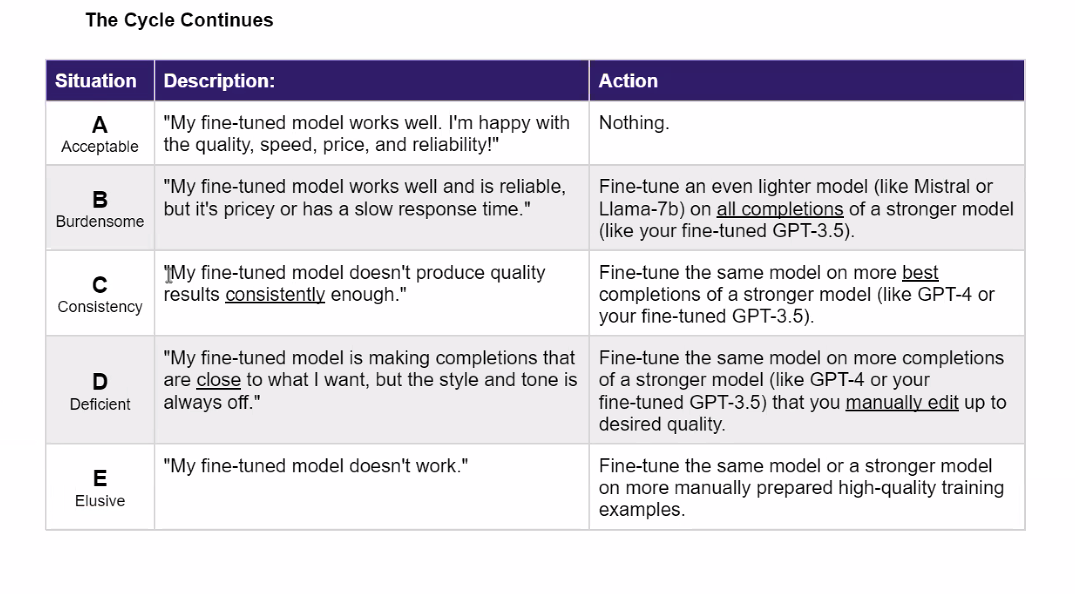 The Cycle Continues
Situation
Description:
Action
A
Acceptable
"My fine-tuned model works well. I'm happy with
the quality, speed, price, and reliability!"
Nothing.
B
Burdensome
"My fine-tuned model works well and is reliable,
but it's pricey or has a slow response time."
Fine-tune an even lighter model (like Mistral or
Llama-7b) on all completions of a stronger model
(like your fine-tuned GPT-3.5).
C
Consistency
"My fine-tuned model doesn't produce quality
results consistently enough."
Fine-tune the same model on more best
completions of a stronger model (like GPT-4 or
your fine-tuned GPT-3.5).
D
Deficient
"My fine-tuned model is making completions that
are close to what I want, but the style and tone is
always off."
Fine-tune the same model on more completions
of a stronger model (like GPT-4 or your
fine-tuned GPT-3.5) that you manually edit up to
desired quality.
E
Elusive
"My fine-tuned model doesn't work."
Fine-tune the same model or a stronger model
on more manually prepared high-quality training
examples.